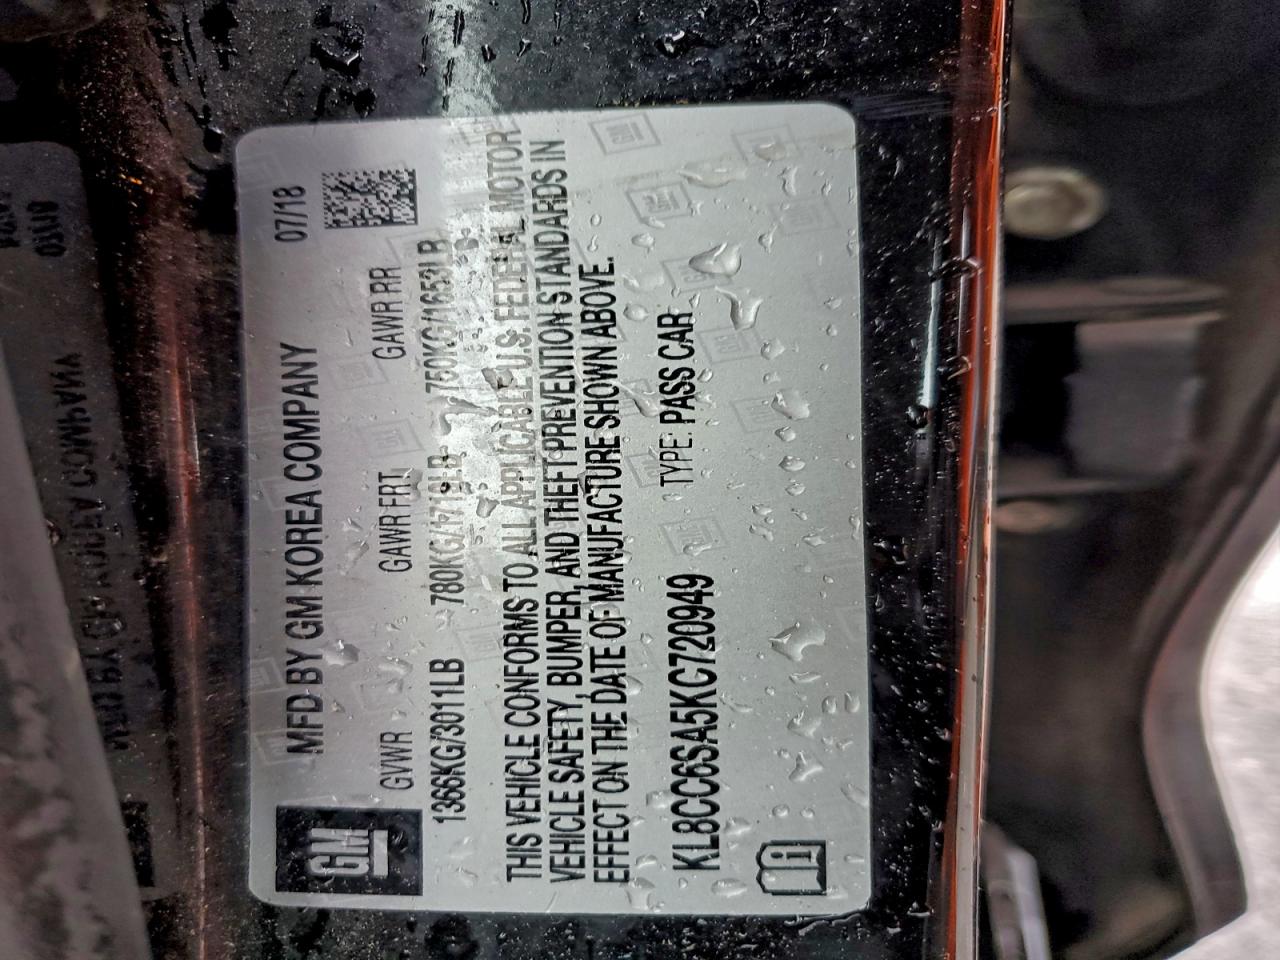 GM
MFD BY GM KOREA COMPANY 07/18
GVWR GAWR FRT GAWR RR
1366KG/3011LB 780KG/1719LB 750KG/1653LB
THIS VEHICLE CONFORMS TO ALL APPLICABLE U.S. FEDERAL MOTOR
VEHICLE SAFETY, BUMPER, AND THEFT PREVENTION STANDARDS IN
EFFECT ON THE DATE OF MANUFACTURE SHOWN ABOVE.
KL8CC6SA5KC720949 TYPE: PASS CAR